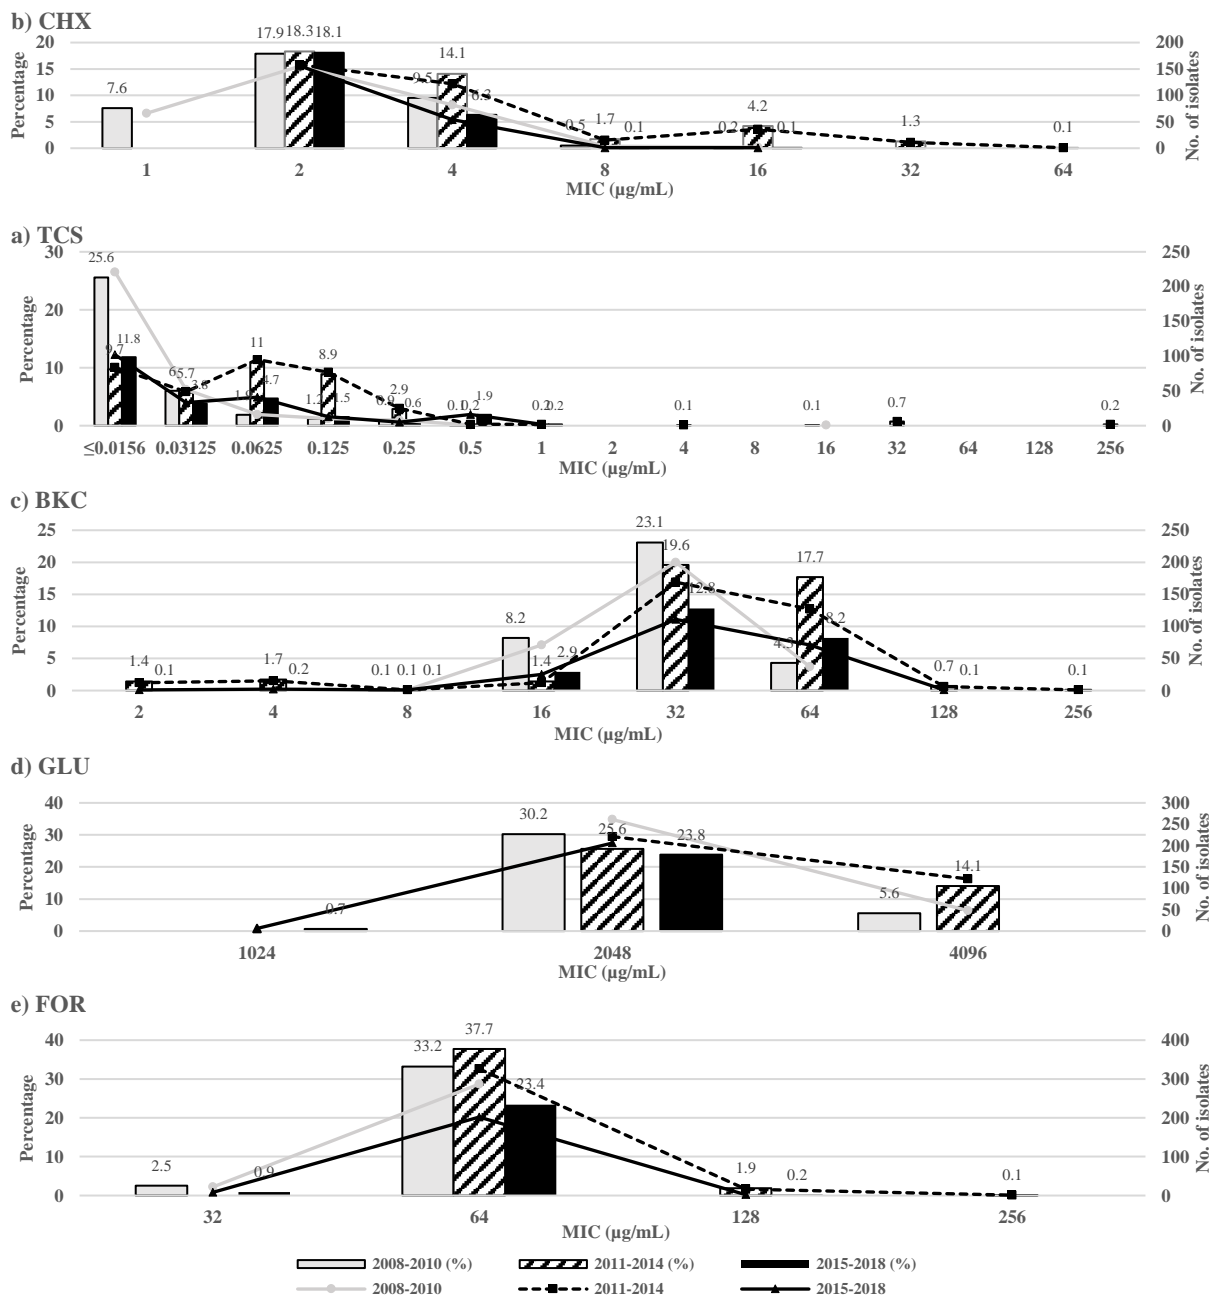 b) CHX
17.9 18.3 18.1
20 200
14.1
Percentage
15 150
No. of isolates
7.6
9.5
10 100
6.3
4.2
5 50
0.5 1.7 0.1 0.2 0.1 1.3 0.1
0 0
1 2 4 8 16 32 64
MIC (µg/mL)
a) TCS
30 250
25.6
200
Percentage
20
150
No. of isolates
11.8
11
9.7
8.9
10 100
6 5.7
3.8
1.9
4.7
1.2
1.5
0.9
2.9
0.6
0.1 0.2
1.9
0.2 0.2
0.1
0.1
0.7
0.2
50
0 0
≤0.0156 0.03125 0.0625 0.125 0.25 0.5 1 2 4 8 16 32 64 128 256
MIC (µg/mL)
c) BKC
25 250
23.1
19.6
20 200
17.7
Percentage
15 150
No. of isolates
12.8
10 100
8.2
8.2
5 50
4.3
2.9
1.4 0.1 1.7 0.2 0.1 0.1 0.1 1.4 0.7 0.1 0.1
0 0
2 4 8 16 32 64 128 256
MIC (µg/mL)
d) GLU
40 300
30.2
250
30
25.6 23.8
200
Percentage
20 150
No. of isolates
14.1
100
10
5.6
50
0.7
0 0
1024 2048 4096
MIC (µg/mL)
e) FOR
40 400
37.7
33.2
30 300
Percentage
23.4
No. of isolates
20 200
10 100
2.5 0.9 1.9 0.2 0.1
0 0
32 64 128 256
MIC (µg/mL)
2008-2010 (%) 2011-2014 (%) 2015-2018 (%)
2008-2010 2011-2014 2015-2018